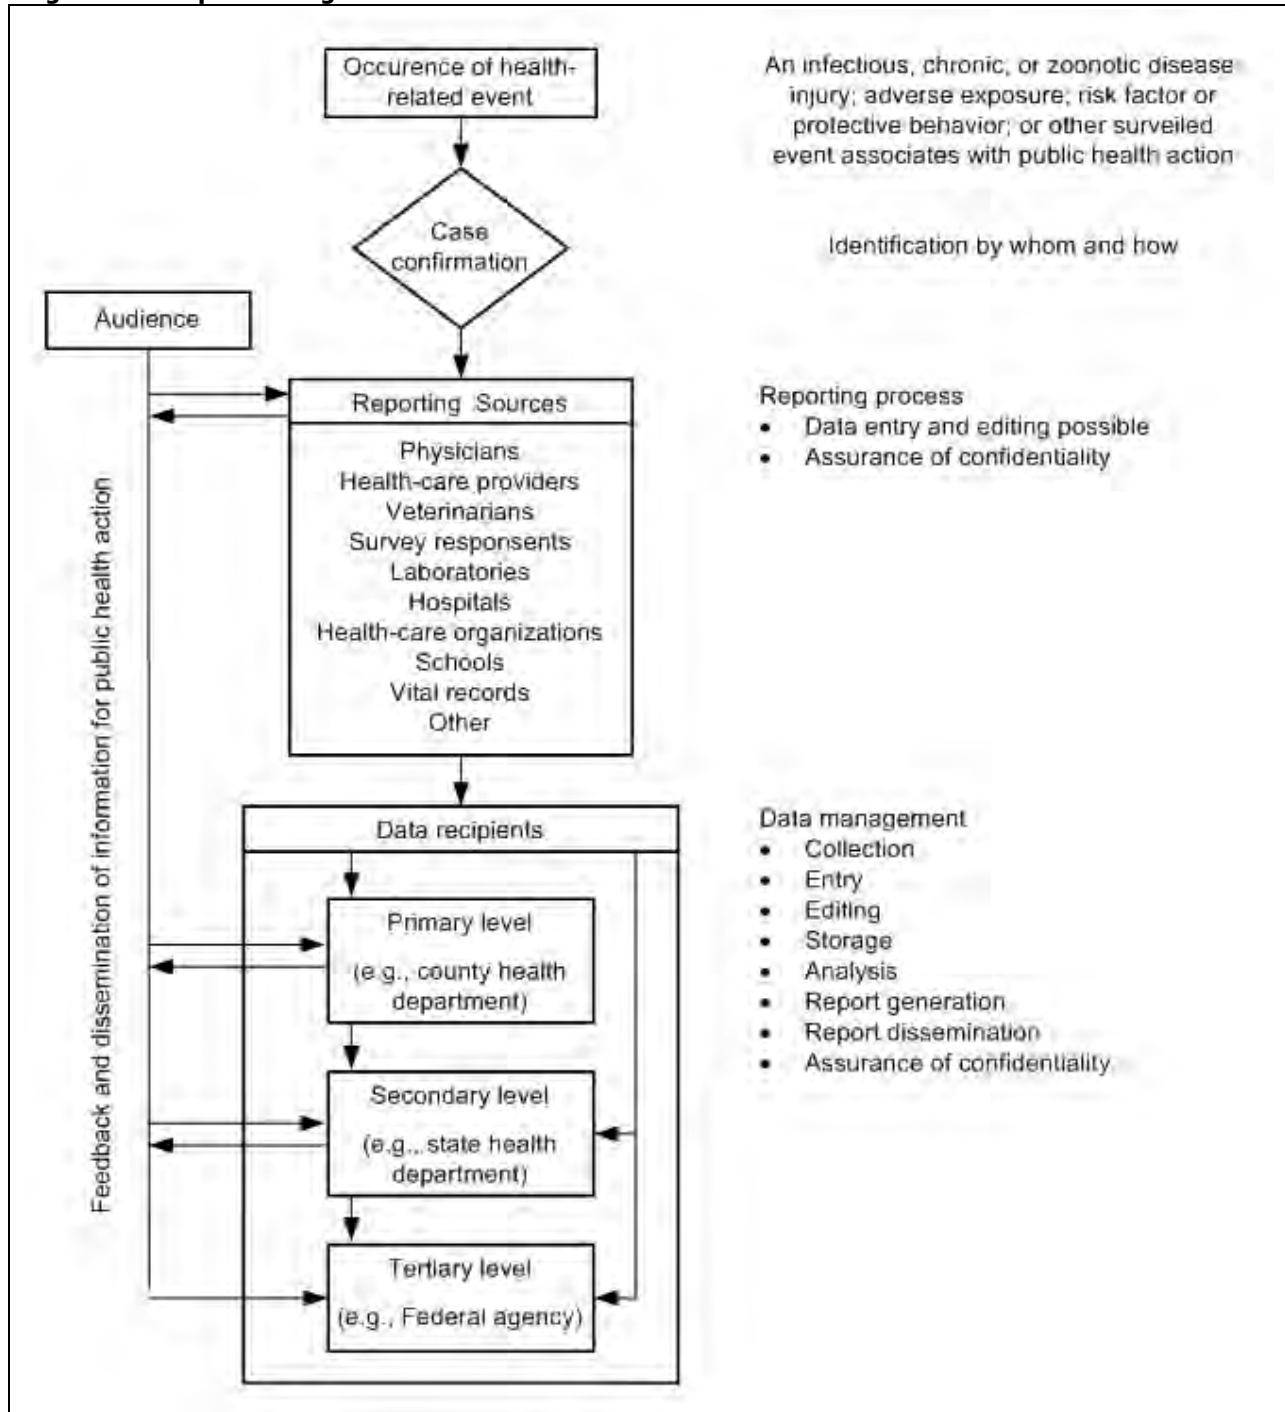 Occurence of health-
related event
An infectious, chronic, or zoonotic disease
injury; adverse exposure; risk factor or
protective behavior; or other surveiled
event associates with public health action
Case
confirmation
Identification by whom and how
Audience
Reporting Sources
Physicians
Health-care providers
Veterinarians
Survey responsents
Laboratories
Hospitals
Health-care organizations
Schools
Vital records
Other
Reporting process
• Data entry and editing possible
• Assurance of confidentiality
Feedback and dissemination of information for public health action
Data recipients
Primary level
(e.g., county health
department)
Secondary level
(e.g., state health
department)
Tertiary level
(e.g., Federal agency)
Data management
• Collection
• Entry
• Editing
• Storage
• Analysis
• Report generation
• Report dissemination
• Assurance of confidentiality